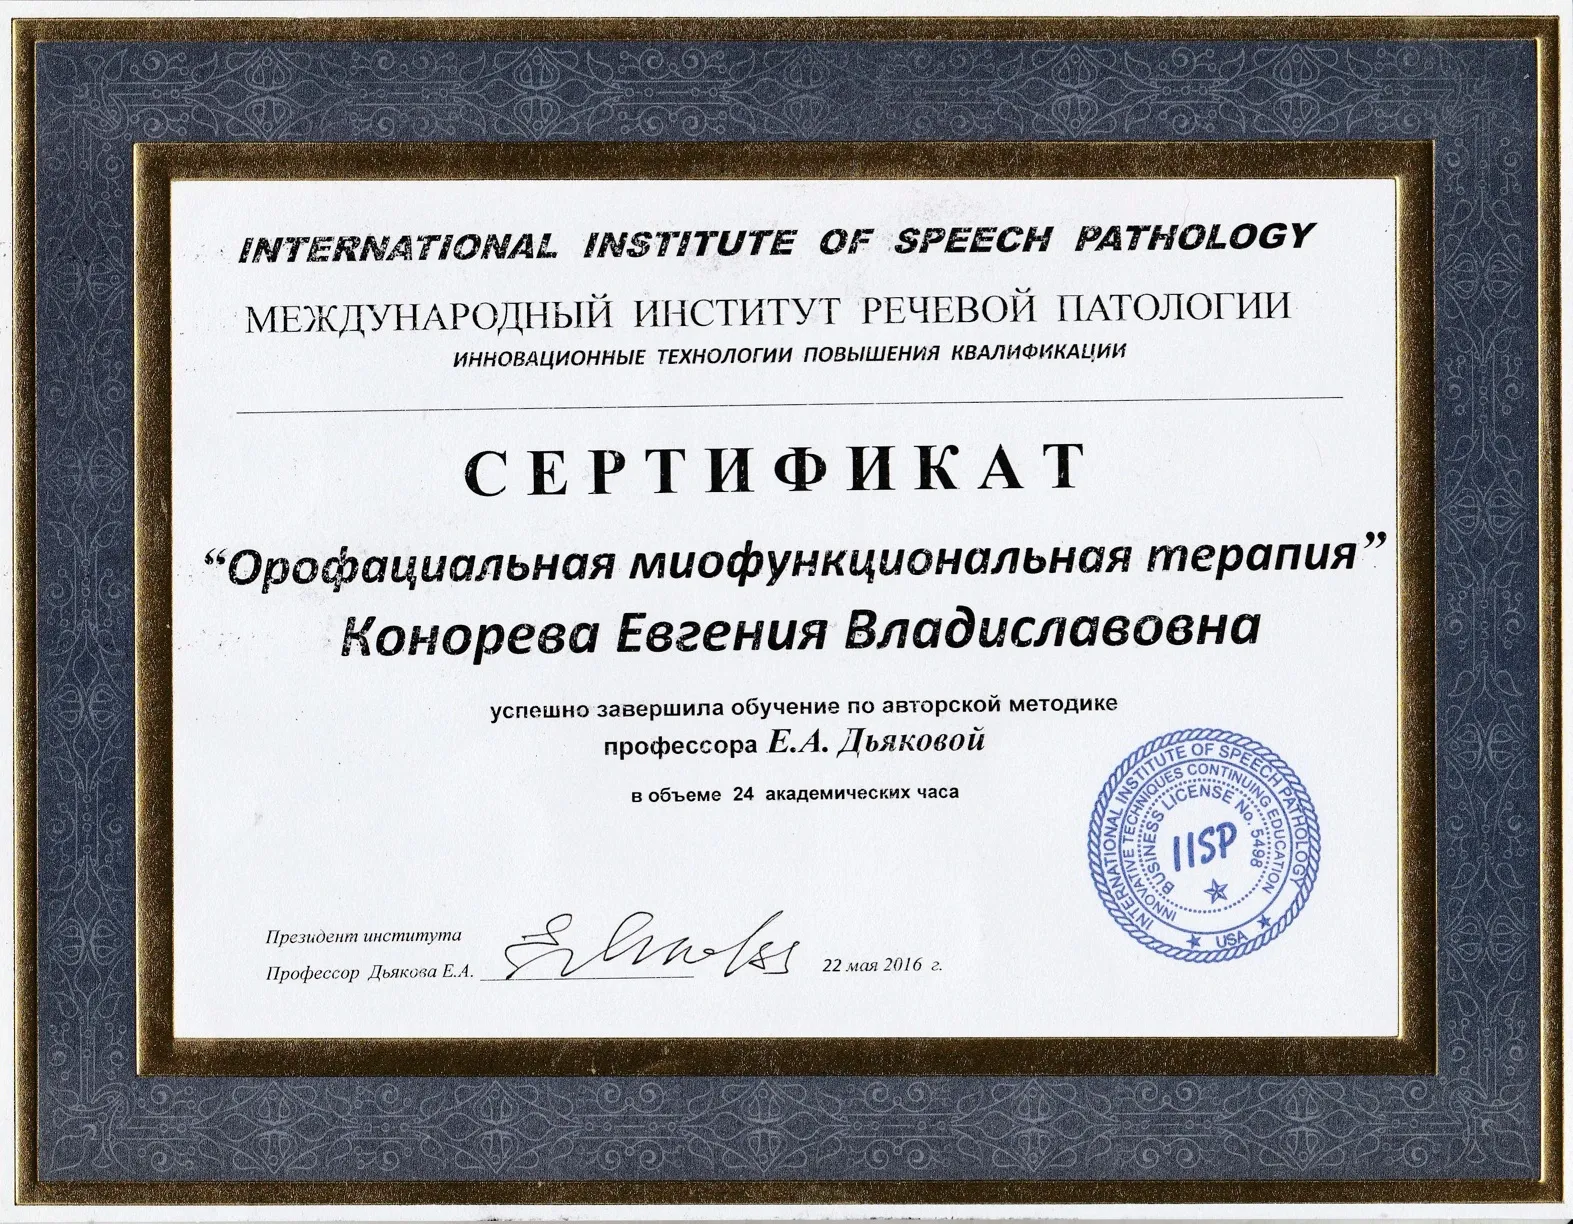 INTERNATIONAL INSTITUTE OF SPEECH PATHOLOGY
МЕЖДУНАРОДНЫЙ ИНСТИТУТ РЕЧЕВОЙ ПАТОЛОГИИ
ИННОВАЦИОННЫЕ ТЕХНОЛОГИИ ПОВЫШЕНИЯ КВАЛИФИКАЦИИ
СЕРТИФИКАТ
“Орофациальная миофункциональная терапия”
Конорева Евгения Владиславовна
успешно завершила обучение по авторской методике
профессора Е.А. Дьяковой
в объеме 24 академических часа
INTERNATIONAL INSTITUTE OF SPEECH PATHOLOGY
INNOVATIVE TECHNIQUES CONTINUING EDUCATION
BUSINESS LICENSE No. 5498
IISP
USA
Президент института
Профессор Дьякова Е.А.
22 мая 2016 г.